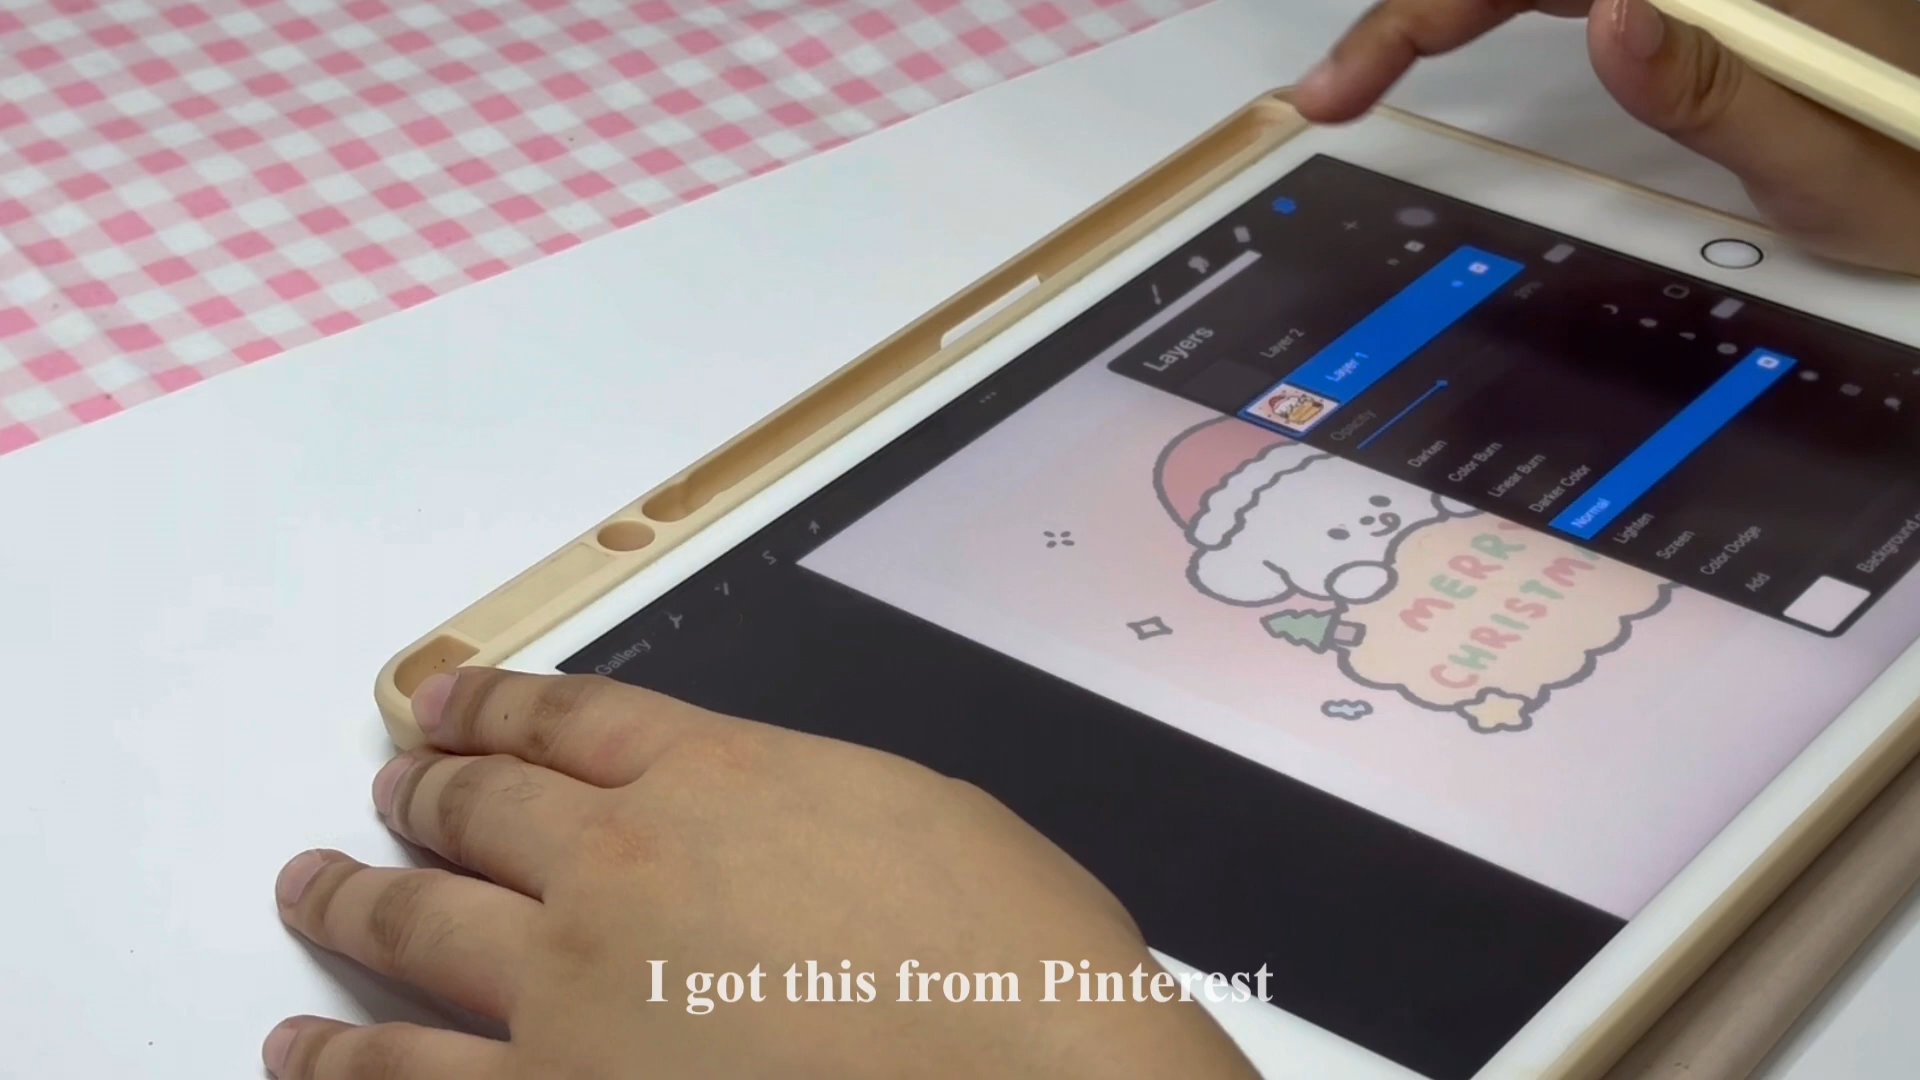 Gallery
Layers
Layer 2
Layer 1
Opacity
Darken
Color Burn
Linear Burn
Darker Color
Normal
Lighten
Screen
Color Dodge
Add
MERRY
CHRISTM
I got this from Pinterest